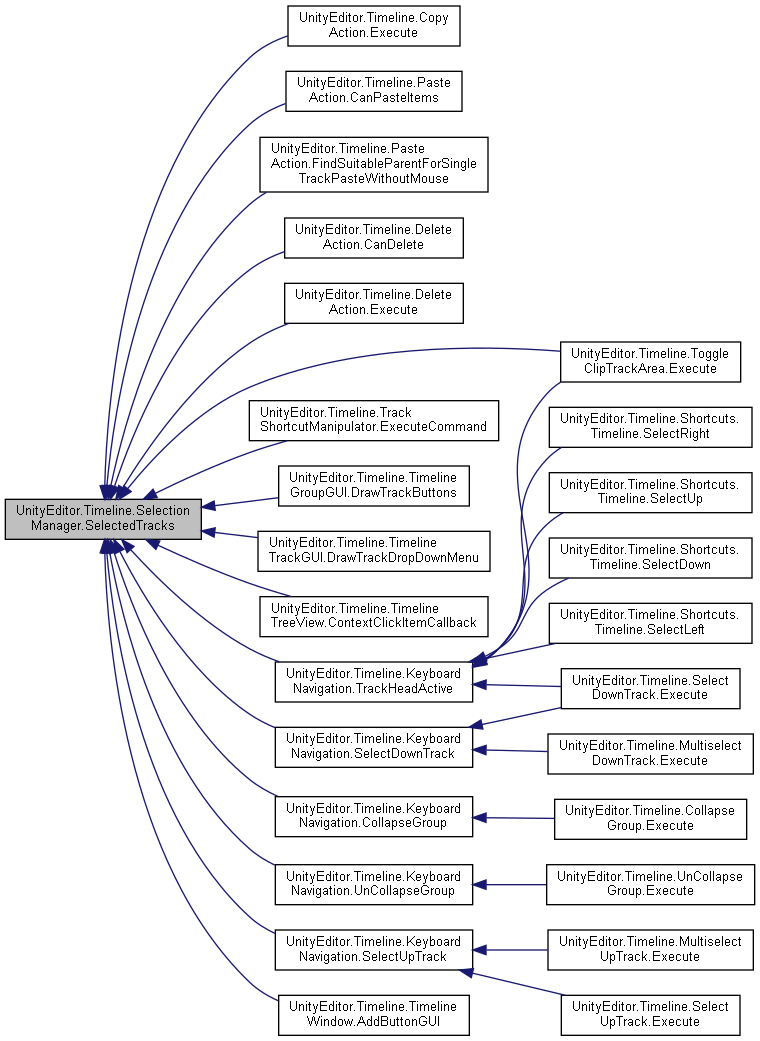 UnityEditor.Timeline.Copy
Action.Execute
UnityEditor.Timeline.Paste
Action.CanPasteItems
UnityEditor.Timeline.Paste
Action.FindSuitableParentForSingle
TrackPasteWithoutMouse
UnityEditor.Timeline.Delete
Action.CanDelete
UnityEditor.Timeline.Delete
Action.Execute
UnityEditor.Timeline.Toggle
ClipTrackArea.Execute
UnityEditor.Timeline.Track
ShortcutManipulator.ExecuteCommand
UnityEditor.Timeline.Shortcuts.
Timeline.SelectRight
UnityEditor.Timeline.Timeline
GroupGUI.DrawTrackButtons
UnityEditor.Timeline.Shortcuts.
Timeline.SelectUp
UnityEditor.Timeline.Selection
Manager.SelectedTracks
UnityEditor.Timeline.Timeline
TrackGUI.DrawTrackDropDownMenu
UnityEditor.Timeline.Shortcuts.
Timeline.SelectDown
UnityEditor.Timeline.Timeline
TreeView.ContextClickItemCallback
UnityEditor.Timeline.Shortcuts.
Timeline.SelectLeft
UnityEditor.Timeline.Keyboard
Navigation.TrackHeadActive
UnityEditor.Timeline.Select
DownTrack.Execute
UnityEditor.Timeline.Keyboard
Navigation.SelectDownTrack
UnityEditor.Timeline.Multiselect
DownTrack.Execute
UnityEditor.Timeline.Keyboard
Navigation.CollapseGroup
UnityEditor.Timeline.Collapse
Group.Execute
UnityEditor.Timeline.Keyboard
Navigation.UnCollapseGroup
UnityEditor.Timeline.UnCollapse
Group.Execute
UnityEditor.Timeline.Keyboard
Navigation.SelectUpTrack
UnityEditor.Timeline.Multiselect
UpTrack.Execute
UnityEditor.Timeline.Timeline
Window.AddButtonGUI
UnityEditor.Timeline.Select
UpTrack.Execute